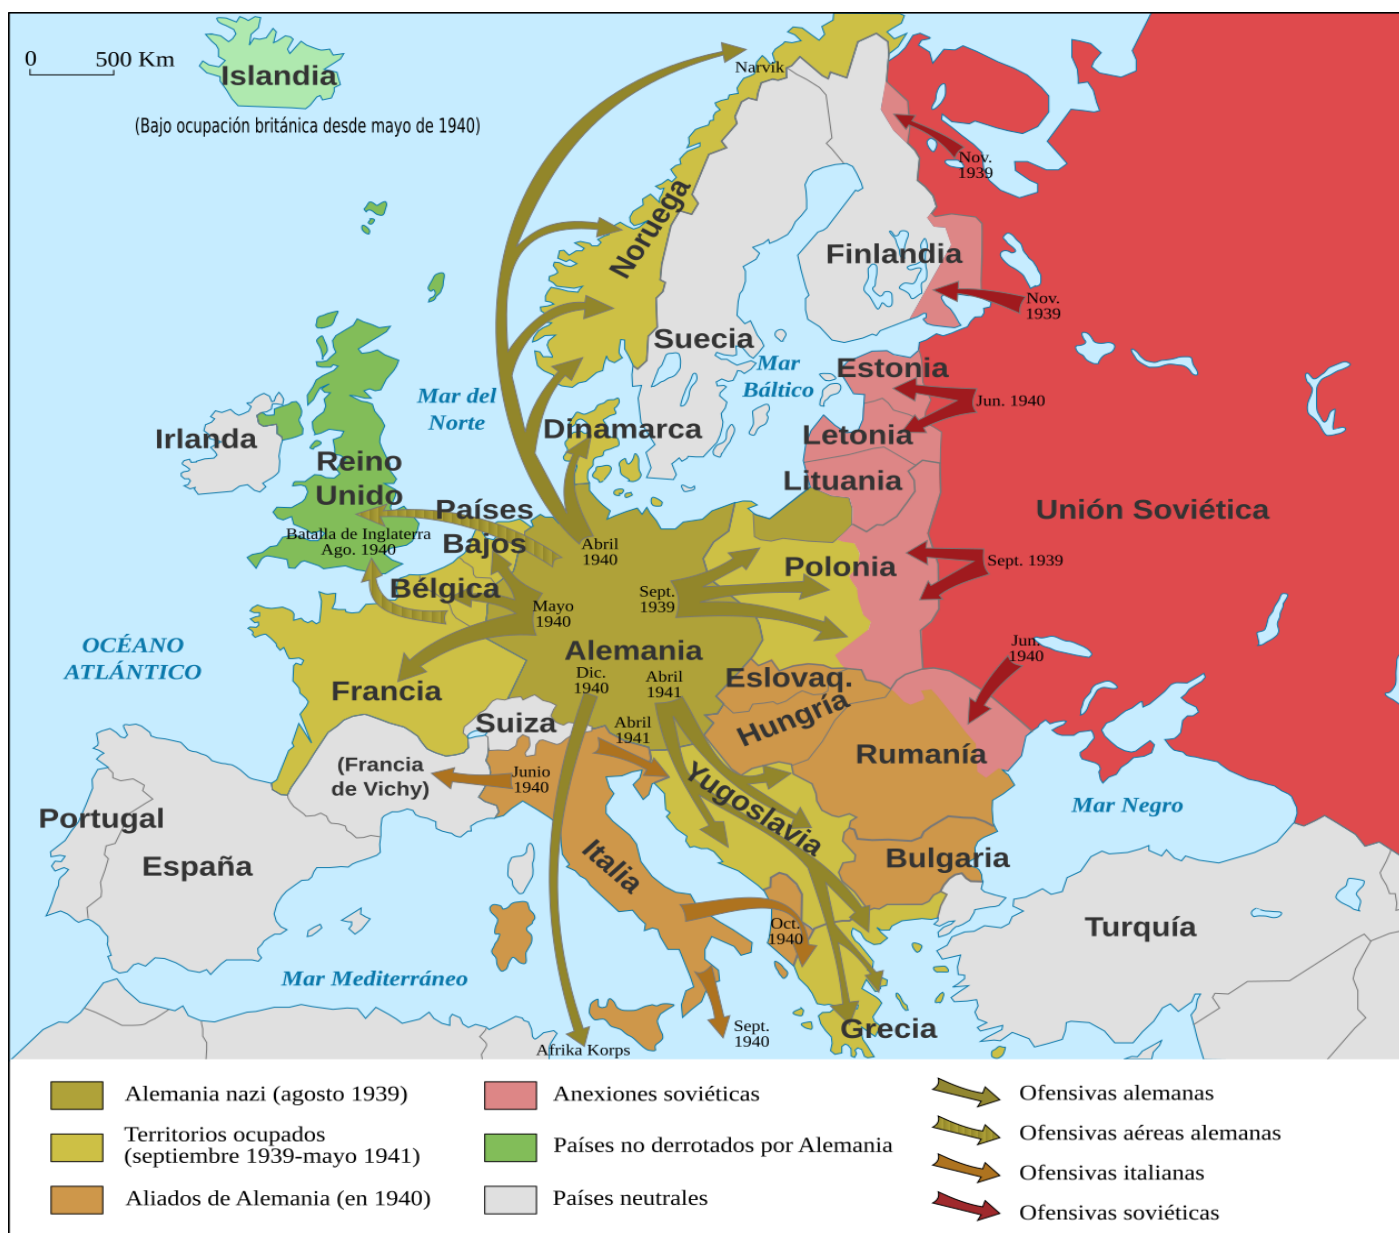 0 500 Km
Islandia
(Bajo ocupación británica desde mayo de 1940)
Narvik
Nov.
1939
Noruega
Finlandia
Nov.
1939
Suecia
Mar
Báltico
Estonia
Mar del
Norte
Jun. 1940
Irlanda
Dinamarca
Letonia
Reino
Unido
Lituania
Países
Bajos
Unión Soviética
Batalla de Inglaterra
Ago. 1940
Abril
1940
Polonia
Sept. 1939
Bélgica
Mayo
1940
Sept.
1939
OCÉANO
ATLÁNTICO
Alemania
Jun.
1940
Dic.
1940
Abril
1941
Eslovaq.
Francia
Suiza
Abril
1941
Hungría
Rumanía
(Francia
de Vichy)
Junio
1940
Yugoslavia
Mar Negro
Portugal
España
Italia
Bulgaria
Oct.
1940
Turquía
Mar Mediterráneo
Sept.
1940
Grecia
Afrika Korps
Alemania nazi (agosto 1939)
Territorios ocupados
(septiembre 1939-mayo 1941)
Aliados de Alemania (en 1940)
Anexiones soviéticas
Países no derrotados por Alemania
Países neutrales
Ofensivas alemanas
Ofensivas aéreas alemanas
Ofensivas italianas
Ofensivas soviéticas